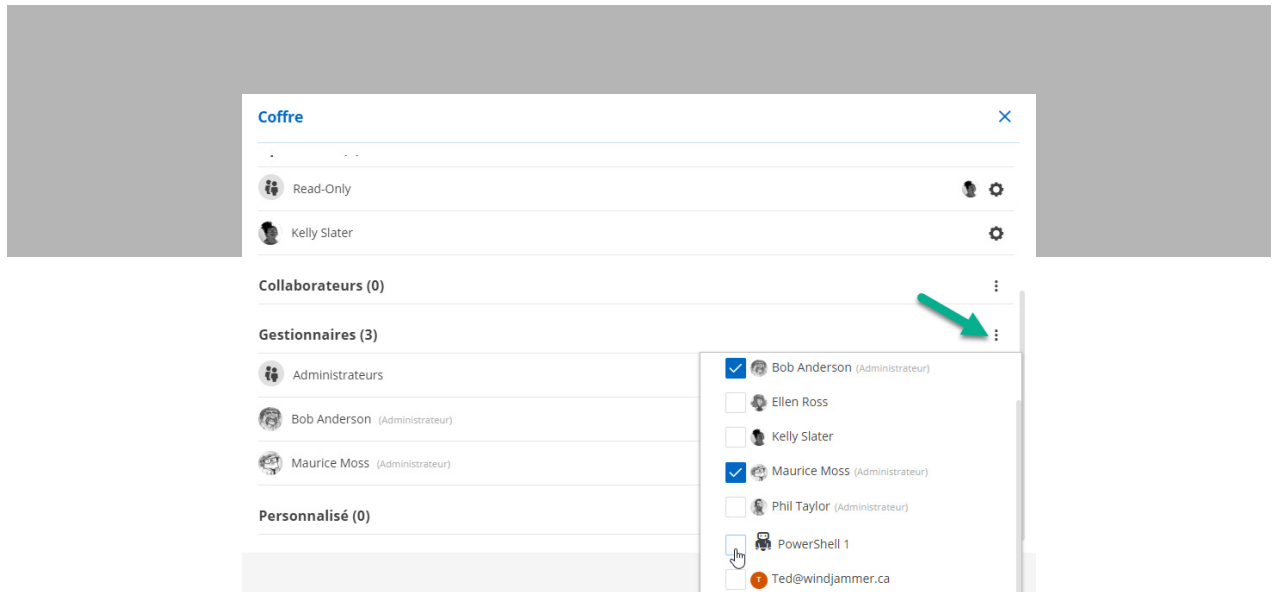 Coffre
Read-Only
Kelly Slater
Collaborateurs (0)
Gestionnaires (3)
Administrateurs
Bob Anderson (Administrateur)
Maurice Moss (Administrateur)
Personnalisé (0)
Bob Anderson (Administrateur)
Ellen Ross
Kelly Slater
Maurice Moss (Administrateur)
Phil Taylor (Administrateur)
PowerShell 1
T Ted@windjammer.ca